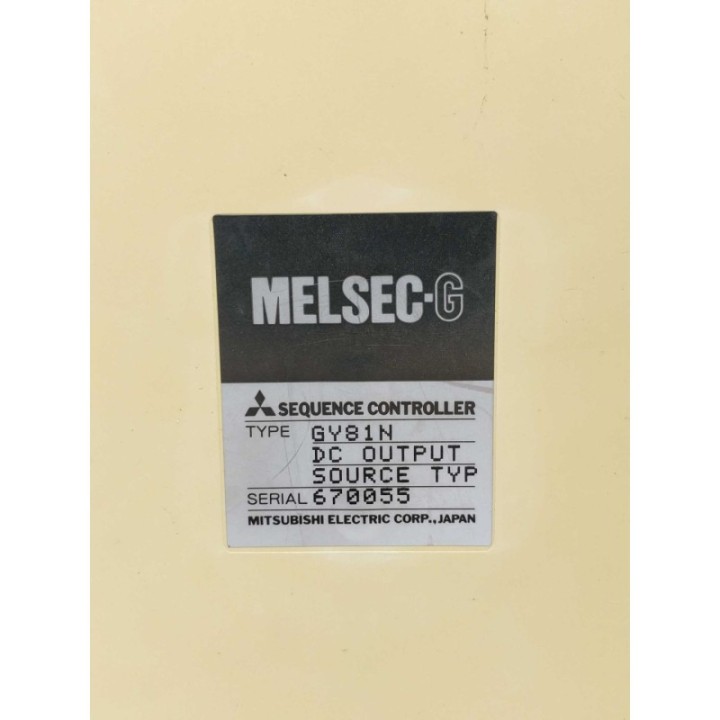 MELSEC-G
SEQUENCE CONTROLLER
TYPE GY81N
DC OUTPUT
SOURCE TYP
SERIAL 670055
MITSUBISHI ELECTRIC CORP., JAPAN